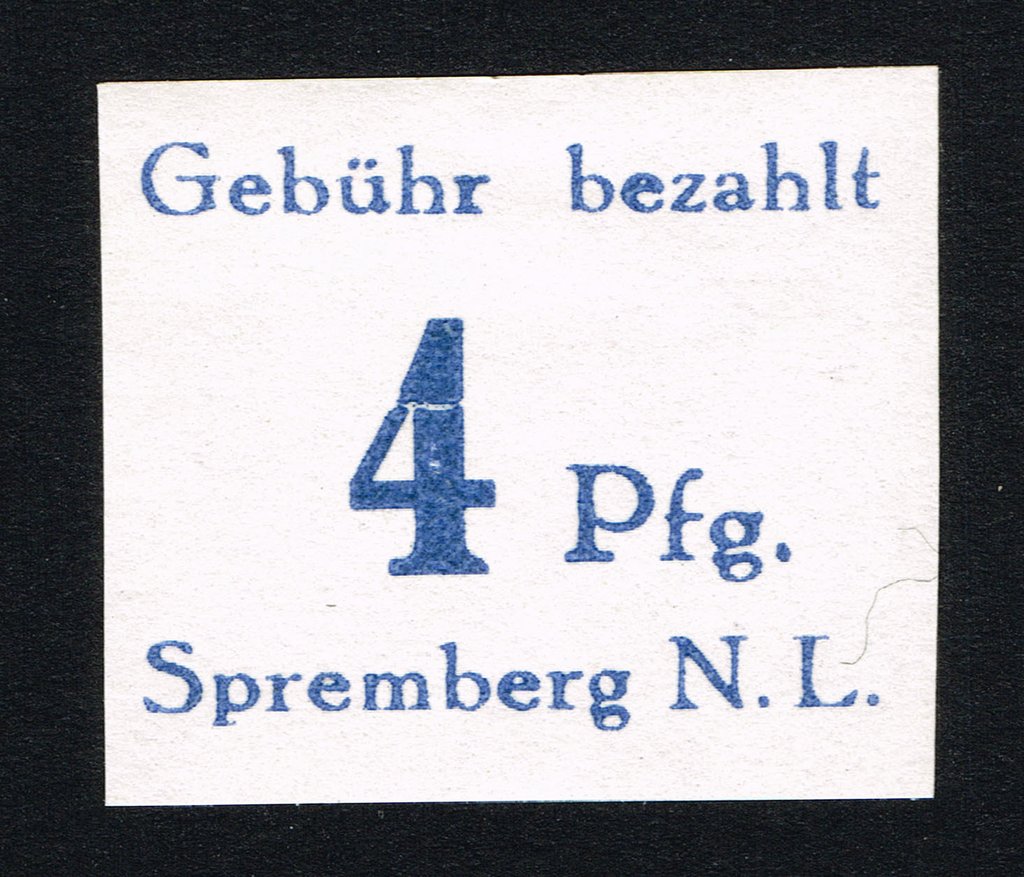 Gebühr bezahlt
4 Pfg.
Spremberg N. L.